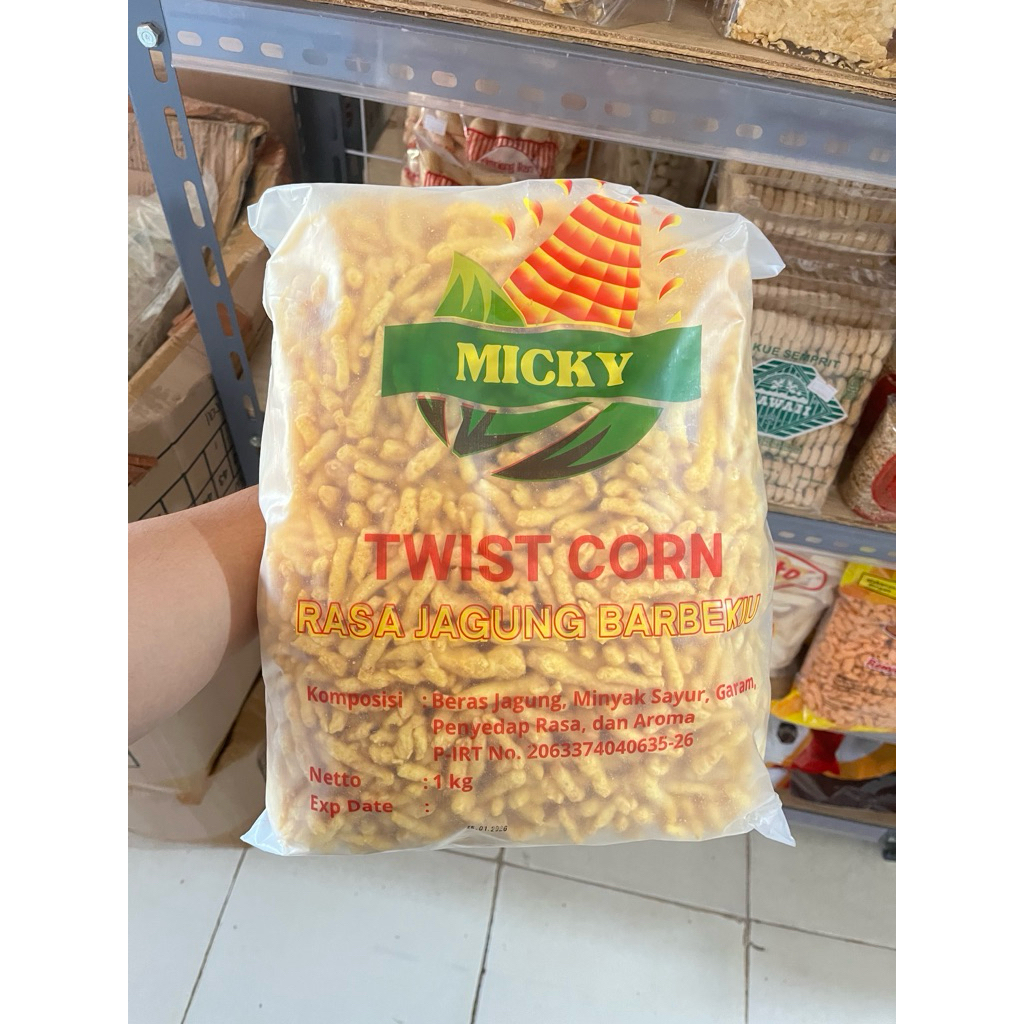 MICKY
TWIST CORN
RASA JAGUNG BARBEKIU
Komposisi : Beras Jagung, Minyak Sayur, Garam,
Penyedap Rasa, dan Aroma
P-IRT No. 2063374040635-26
Netto : 1 kg
Exp Date :
KUE SEMPRIT